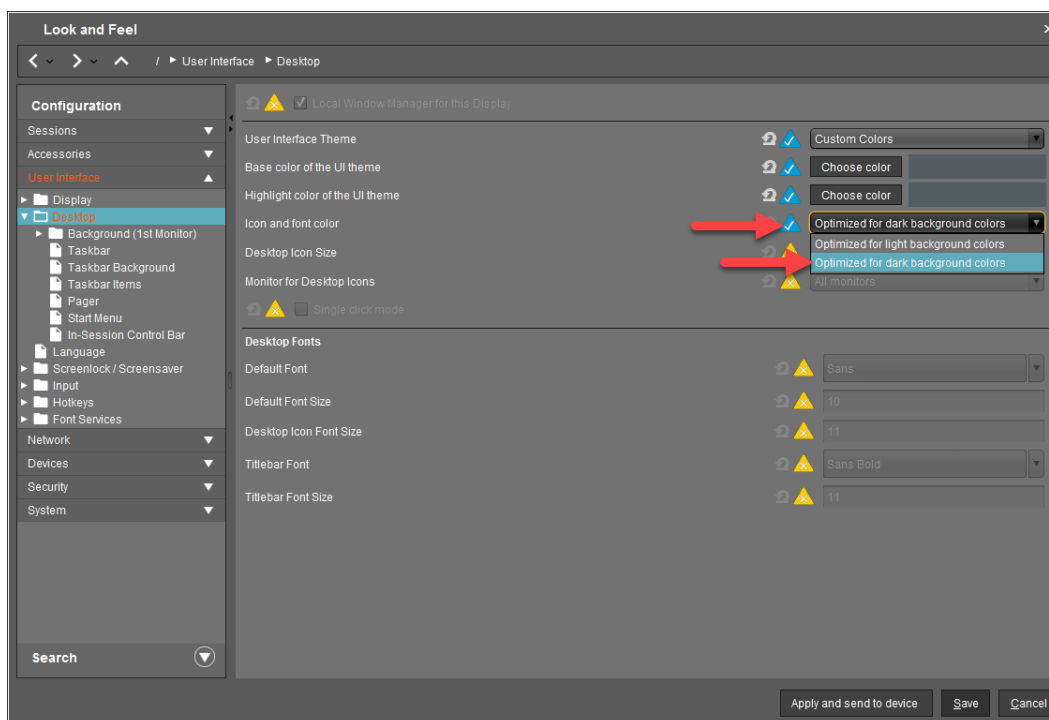 Look and Feel
/ User Interface Desktop
Configuration
Sessions
Accessories
User Interface
Display
Desktop
Background (1st Monitor)
Taskbar
Taskbar Background
Taskbar Items
Pager
Start Menu
In-Session Control Bar
Language
Screenlock / Screensaver
Input
Hotkeys
Font Services
Network
Devices
Security
System
Search
Local Window Manager for this Display
User Interface Theme Custom Colors
Base color of the UI theme Choose color
Highlight color of the UI theme Choose color
Icon and font color Optimized for dark background colors
Optimized for light background colors
Desktop Icon Size
Optimized for dark background colors
Monitor for Desktop Icons All monitors
Single click mode
Desktop Fonts
Default Font Sans
Default Font Size 10
Desktop Icon Font Size 11
Titlebar Font Sans Bold
Titlebar Font Size 11
Apply and send to device Save Cancel